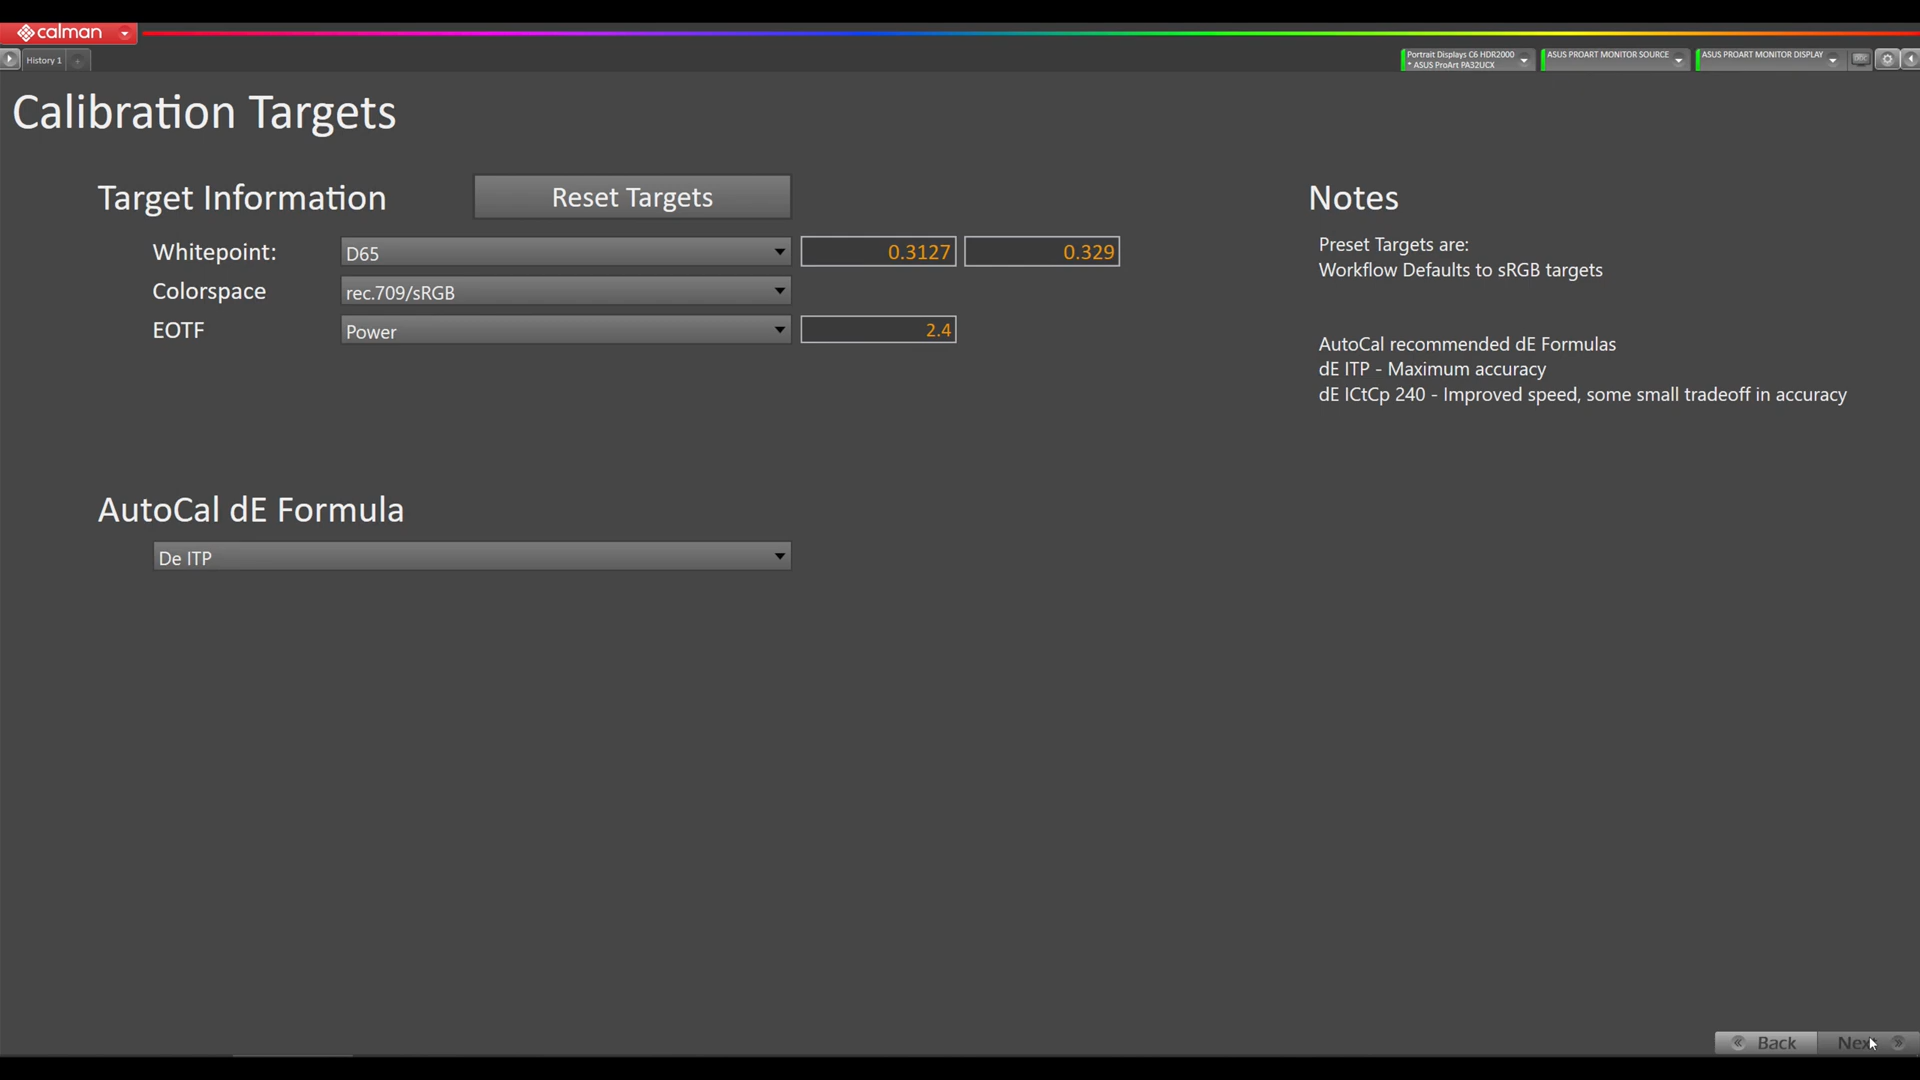 calman
History 1
Portrait Displays C6 HDR2000
* ASUS ProArt PA32UCX
ASUS PROART MONITOR SOURCE
ASUS PROART MONITOR DISPLAY
Calibration Targets
Target Information
Reset Targets
Whitepoint:
D65
0.3127
0.329
Colorspace
rec.709/sRGB
EOTF
Power
2.4
AutoCal dE Formula
De ITP
Notes
Preset Targets are:
Workflow Defaults to sRGB targets
AutoCal recommended dE Formulas
dE ITP - Maximum accuracy
dE ICtCp 240 - Improved speed, some small tradeoff in accuracy
Back
Next